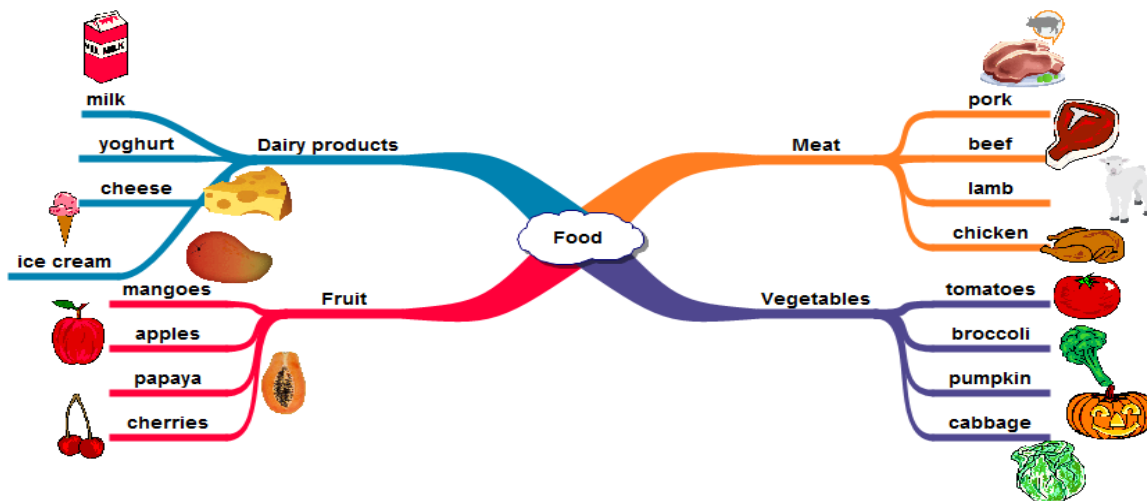 Food
Dairy products
milk
yoghurt
cheese
ice cream
Fruit
mangoes
apples
papaya
cherries
Meat
pork
beef
lamb
chicken
Vegetables
tomatoes
broccoli
pumpkin
cabbage